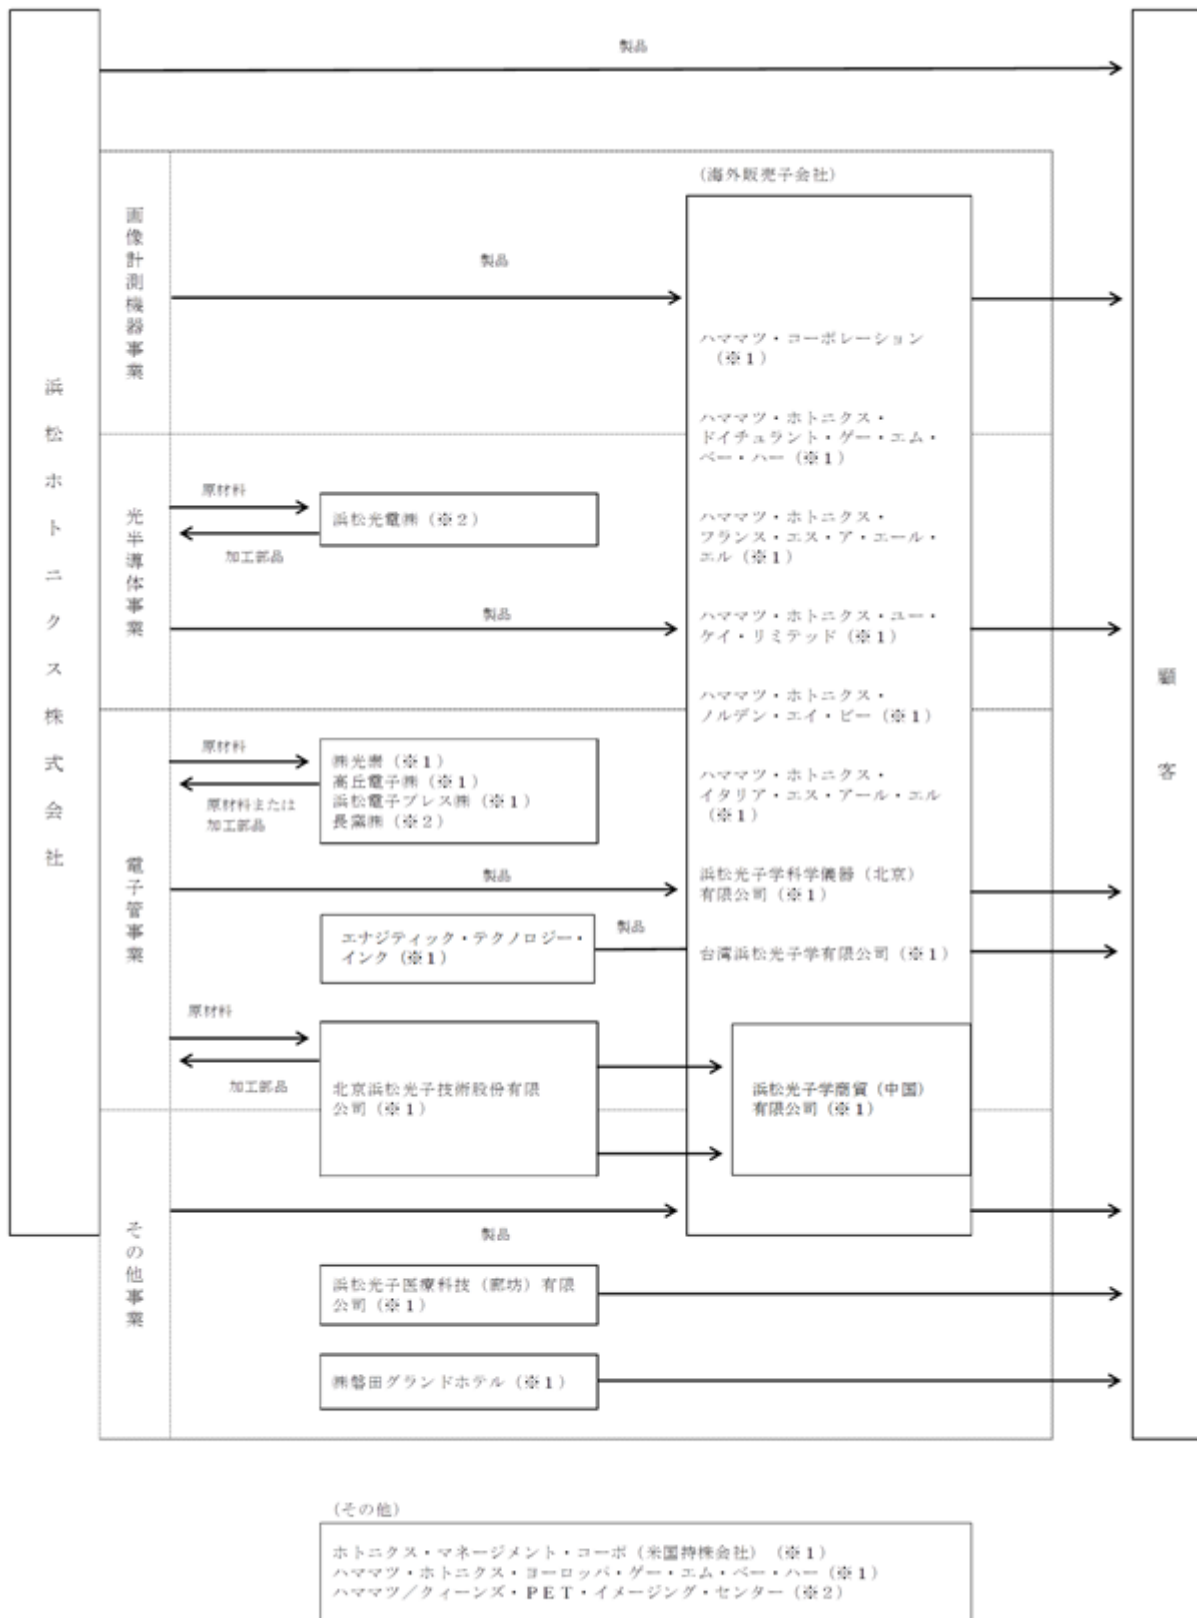 製品
(海外販売子会社)
画像計測機器事業
製品
ハママツ・コーポレーション
(※1)
浜松ホトニクス株式会社
ハママツ・ホトニクス・
ドイチュラント・ゲー・エム・
ベー・ハー(※1)
光半導体事業
原材料
浜松光電㈱(※2)
加工部品
ハママツ・ホトニクス・
フランス・エス・ア・エール・
エル(※1)
製品
ハママツ・ホトニクス・ユー・
ケイ・リミテッド(※1)
顧客
ハママツ・ホトニクス・
ノルデン・エイ・ビー(※1)
電子管事業
原材料
㈱光素(※1)
高丘電子㈱(※1)
浜松電子プレス㈱(※1)
長窯㈱(※2)
原材料または
加工部品
ハママツ・ホトニクス・
イタリア・エス・アール・エル
(※1)
製品
浜松光子学科学儀器(北京)
有限公司(※1)
エナジティック・テクノロジー・
インク(※1)
製品
台湾浜松光子学有限公司(※1)
原材料
加工部品
北京浜松光子技術股份有限
公司(※1)
浜松光子学商貿(中国)
有限公司(※1)
その他事業
製品
浜松光子医療科技(廊坊)有限
公司(※1)
㈱磐田グランドホテル(※1)
(その他)
ホトニクス・マネージメント・コーポ(米国持株会社)(※1)
ハママツ・ホトニクス・ヨーロッパ・ゲー・エム・ベー・ハー(※1)
ハママツ/クィーンズ・PET・イメージング・センター(※2)